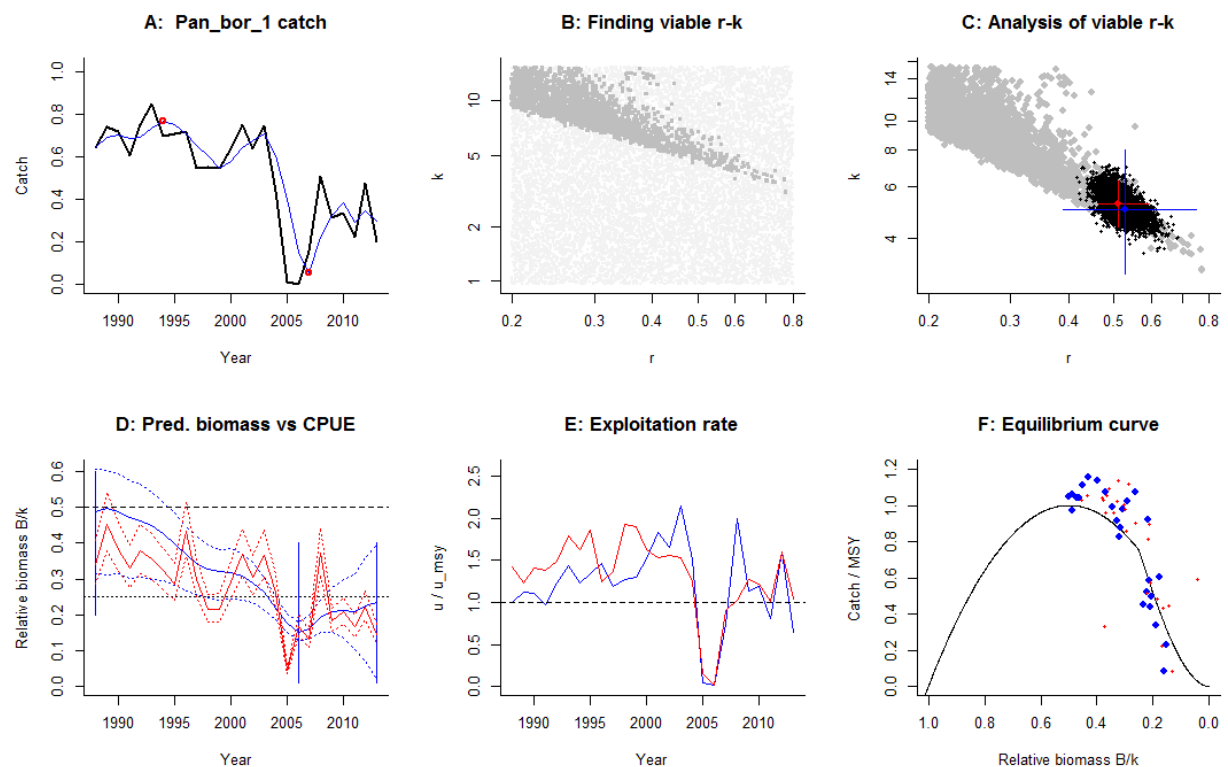 A: Pan_bor_1 catch
Catch
1.0
0.8
0.6
0.4
0.2
0.0
1990 1995 2000 2005 2010
Year
B: Finding viable r-k
k
10
5
2
1
0.2 0.3 0.4 0.6 0.8
r
C: Analysis of viable r-k
k
14
10
8
6
4
0.2 0.3 0.4 0.5 0.6 0.8
r
D: Pred. biomass vs CPUE
Relative biomass B/k
0.6
0.5
0.4
0.3
0.2
0.1
0.0
1990 1995 2000 2005 2010
Year
E: Exploitation rate
u / u_msy
2.5
2.0
1.5
1.0
0.5
0.0
1990 1995 2000 2005 2010
Year
F: Equilibrium curve
Catch / MSY
1.2
1.0
0.8
0.6
0.4
0.2
0.0
1.0 0.8 0.6 0.4 0.2 0.0
Relative biomass B/k